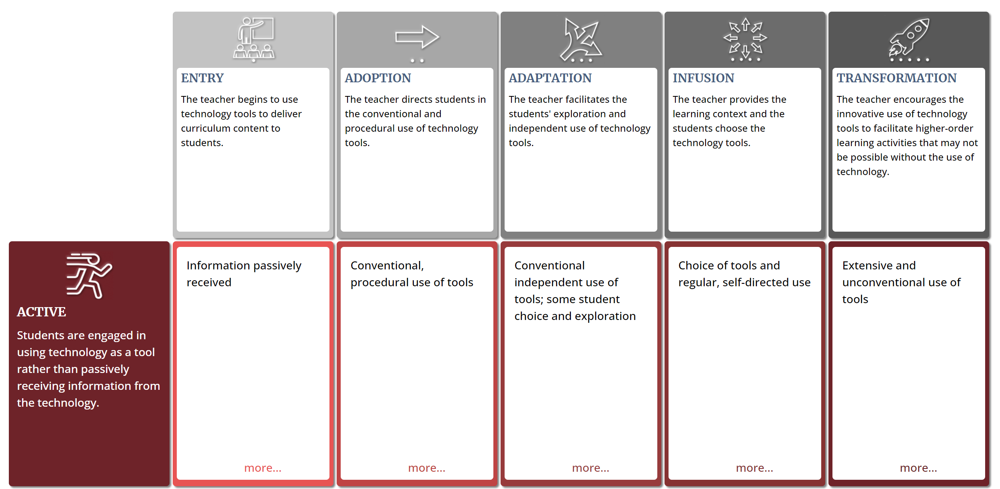 ENTRY
The teacher begins to use
technology tools to deliver
curriculum content to
students.
ADOPTION
The teacher directs students in
the conventional and
procedural use of technology
tools.
ADAPTATION
The teacher facilitates the
students' exploration and
independent use of technology
tools.
INFUSION
The teacher provides the
learning context and the
students choose the
technology tools.
TRANSFORMATION
The teacher encourages the
innovative use of technology
tools to facilitate higher-order
learning activities that may not
be possible without the use of
technology.
ACTIVE
Students are engaged in
using technology as a tool
rather than passively
receiving information from
the technology.
Information passively
received
more...
Conventional,
procedural use of tools
more...
Conventional
independent use of
tools; some student
choice and exploration
more...
Choice of tools and
regular, self-directed use
more...
Extensive and
unconventional use of
tools
more...